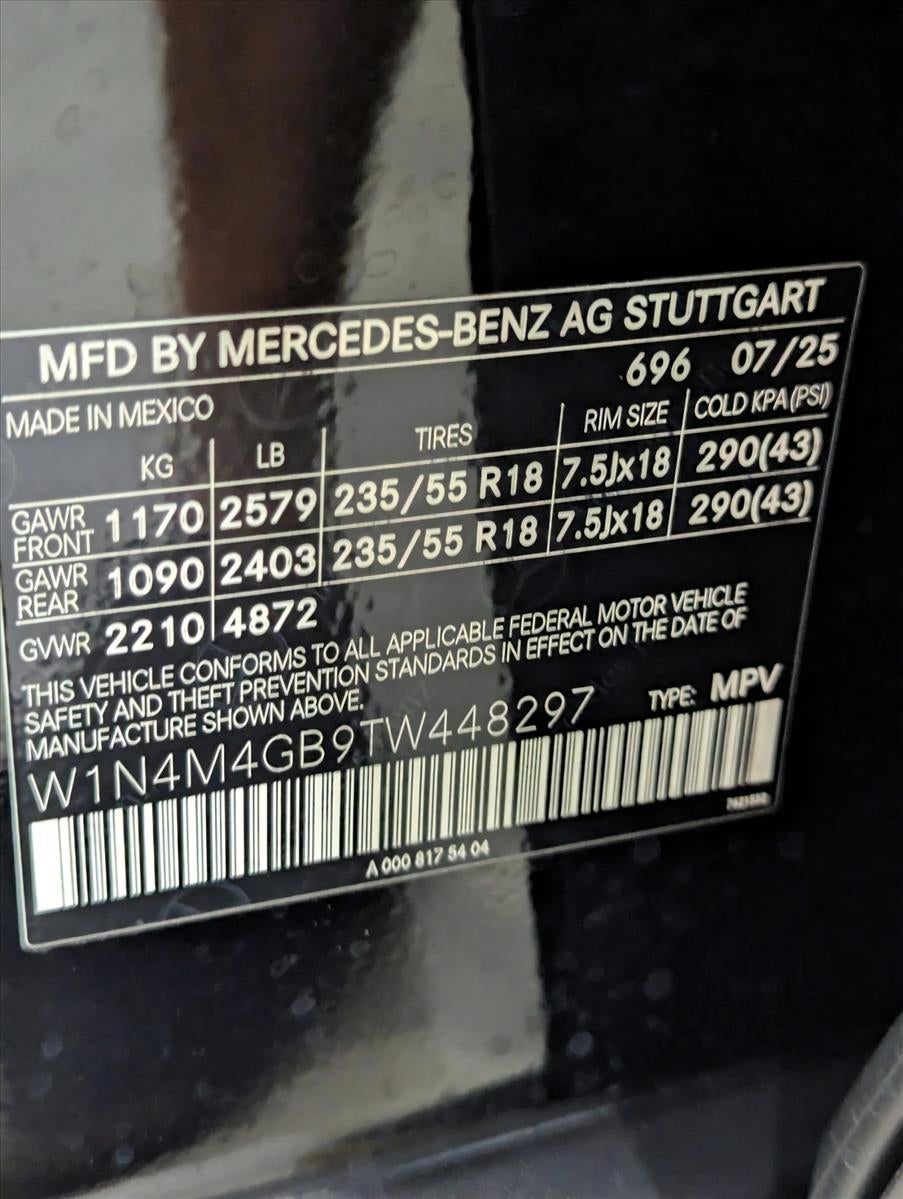 MFD BY MERCEDES-BENZ AG STUTTGART
696 07/25
MADE IN MEXICO
KG LB TIRES RIM SIZE COLD KPA (PSI)
GAWR FRONT 1170 2579 235/55 R18 7.5Jx18 290(43)
GAWR REAR 1090 2403 235/55 R18 7.5Jx18 290(43)
GVWR 2210 4872
THIS VEHICLE CONFORMS TO ALL APPLICABLE FEDERAL MOTOR VEHICLE
SAFETY AND THEFT PREVENTION STANDARDS IN EFFECT ON THE DATE OF
MANUFACTURE SHOWN ABOVE.
TYPE: MPV
W1N4M4GB9TW448297
A 000 817 54 04